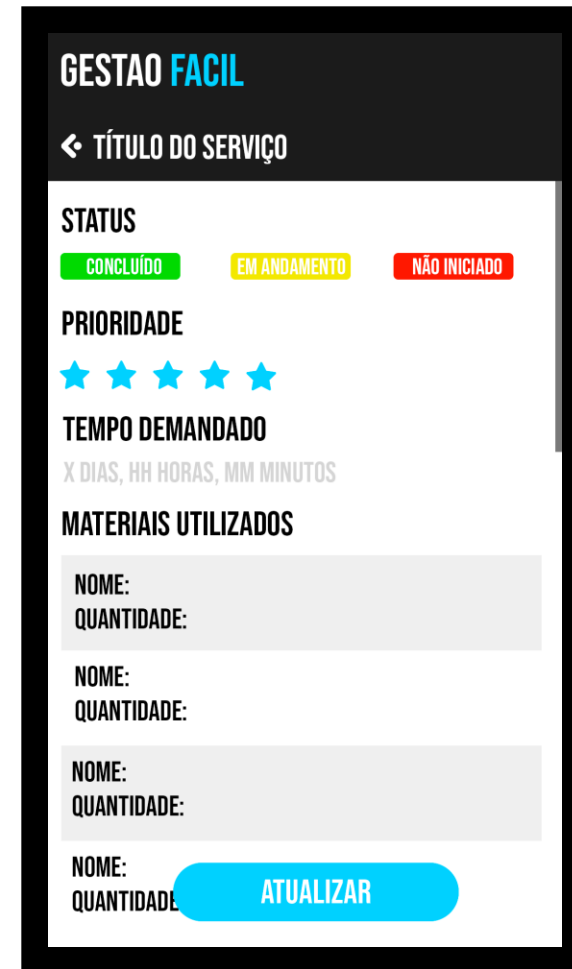 GESTAO FACIL
TÍTULO DO SERVIÇO
STATUS
CONCLUÍDO EM ANDAMENTO NÃO INICIADO
PRIORIDADE
TEMPO DEMANDADO
X DIAS, HH HORAS, MM MINUTOS
MATERIAIS UTILIZADOS
NOME:
QUANTIDADE:
NOME:
QUANTIDADE:
NOME:
QUANTIDADE:
NOME:
QUANTIDADE
ATUALIZAR